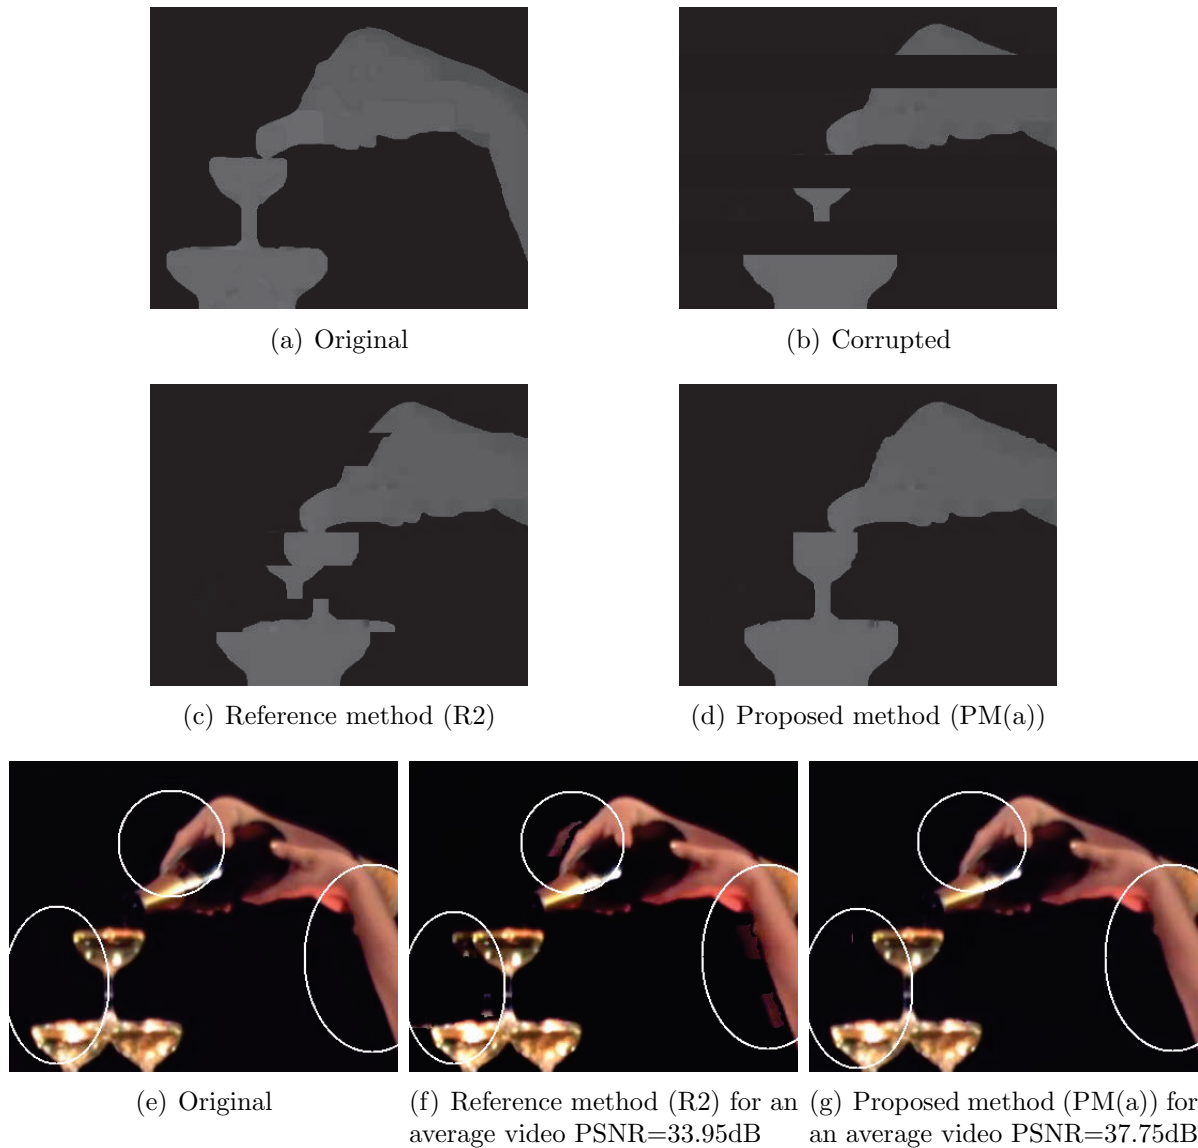 (a) Original
(b) Corrupted
(c) Reference method (R2)
(d) Proposed method (PM(a))
(e) Original
(f) Reference method (R2) for an
average video PSNR=33.95dB
(g) Proposed method (PM(a)) for
an average video PSNR=37.75dB